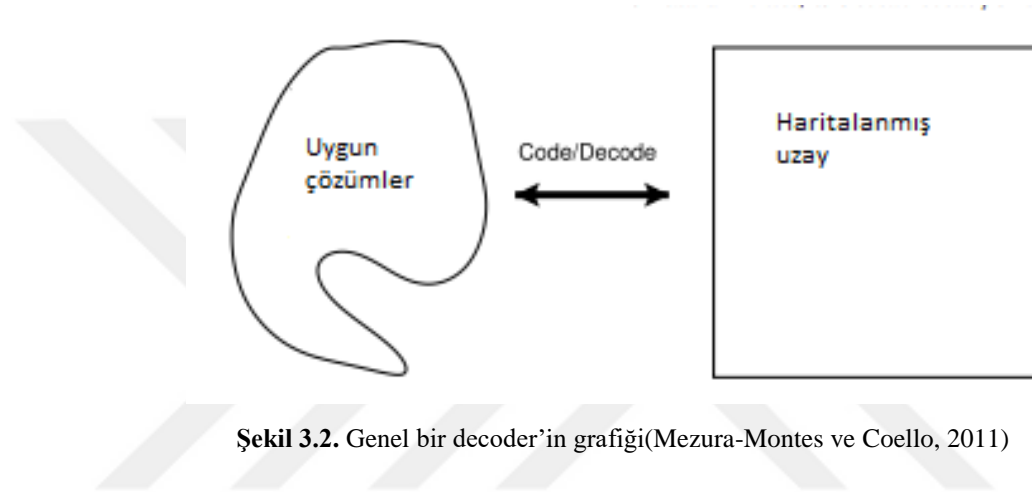 Uygun
çözümler
Code/Decode
Haritalanmış
uzay
Şekil 3.2. Genel bir decoder’in grafiği(Mezura-Montes ve Coello, 2011)